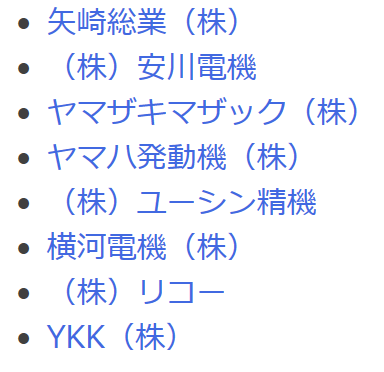 矢崎総業（株）
（株）安川電機
ヤマザキマザック（株）
ヤマハ発動機（株）
（株）ユーシン精機
横河電機（株）
（株）リコー
YKK（株）